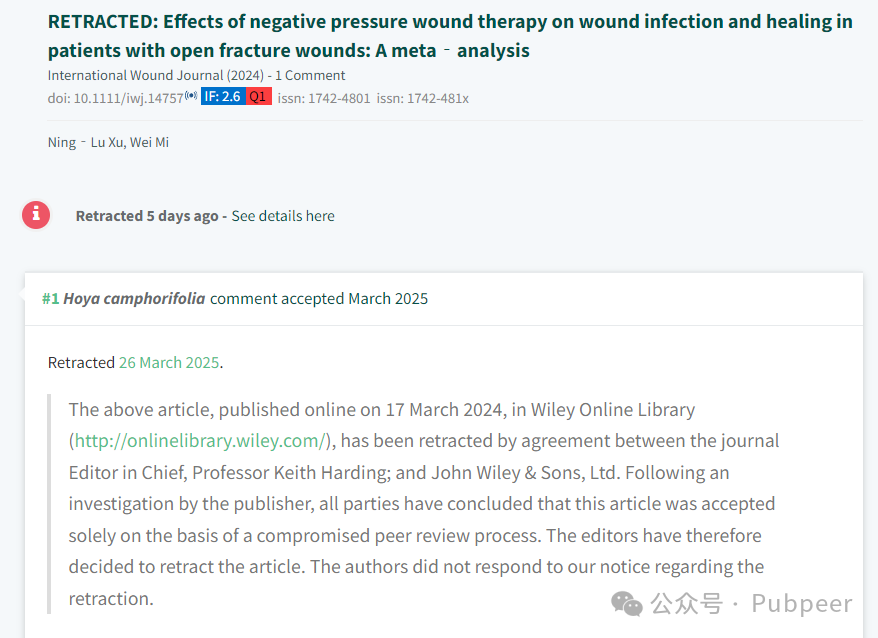 RETRACTED: Effects of negative pressure wound therapy on wound infection and healing in
patients with open fracture wounds: A meta‐analysis
International Wound Journal (2024) - 1 Comment
doi: 10.1111/iwj.14757 IF: 2.6 Q1 issn: 1742-4801 issn: 1742-481x
Ning‐Lu Xu, Wei Mi
Retracted 5 days ago - See details here
#1 Hoya camphorifolia comment accepted March 2025
Retracted 26 March 2025.
The above article, published online on 17 March 2024, in Wiley Online Library
(http://onlinelibrary.wiley.com/), has been retracted by agreement between the journal
Editor in Chief, Professor Keith Harding; and John Wiley & Sons, Ltd. Following an
investigation by the publisher, all parties have concluded that this article was accepted
solely on the basis of a compromised peer review process. The editors have therefore
decided to retract the article. The authors did not respond to our notice regarding the
retraction.
公众号 · Pubpeer